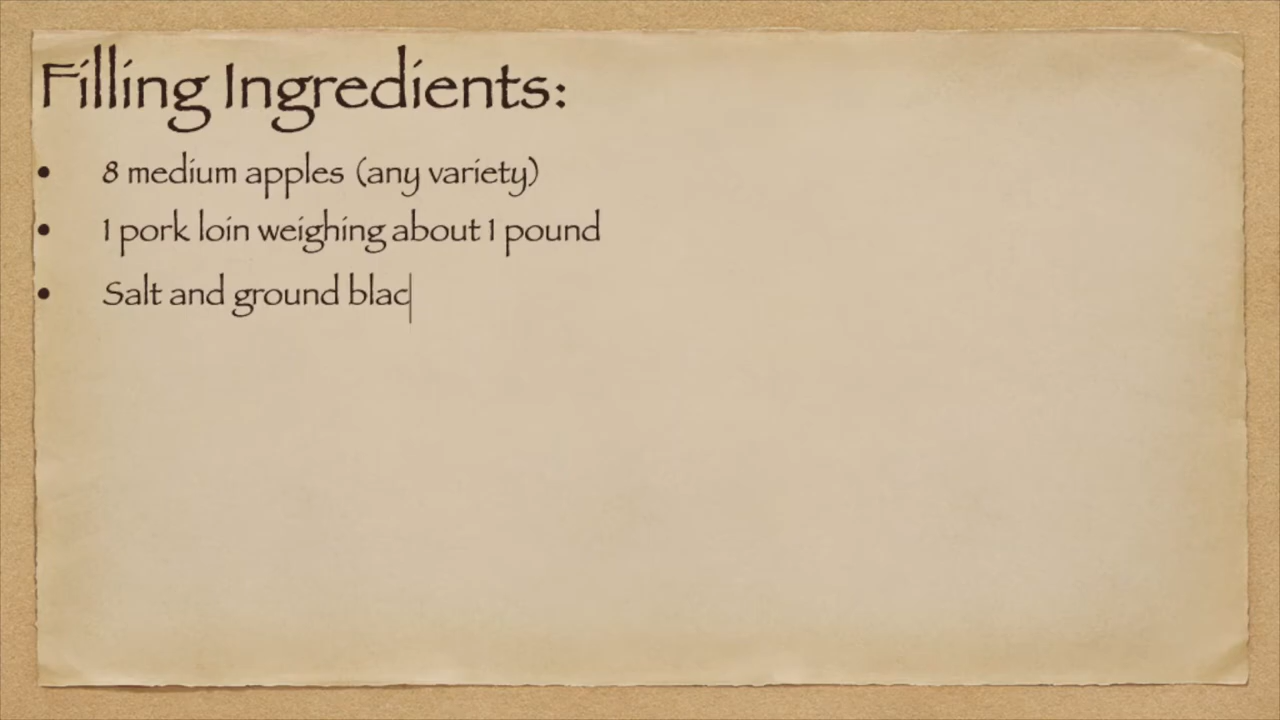 Filling Ingredients:
• 8 medium apples (any variety)
• 1 pork loin weighing about 1 pound
• Salt and ground blac